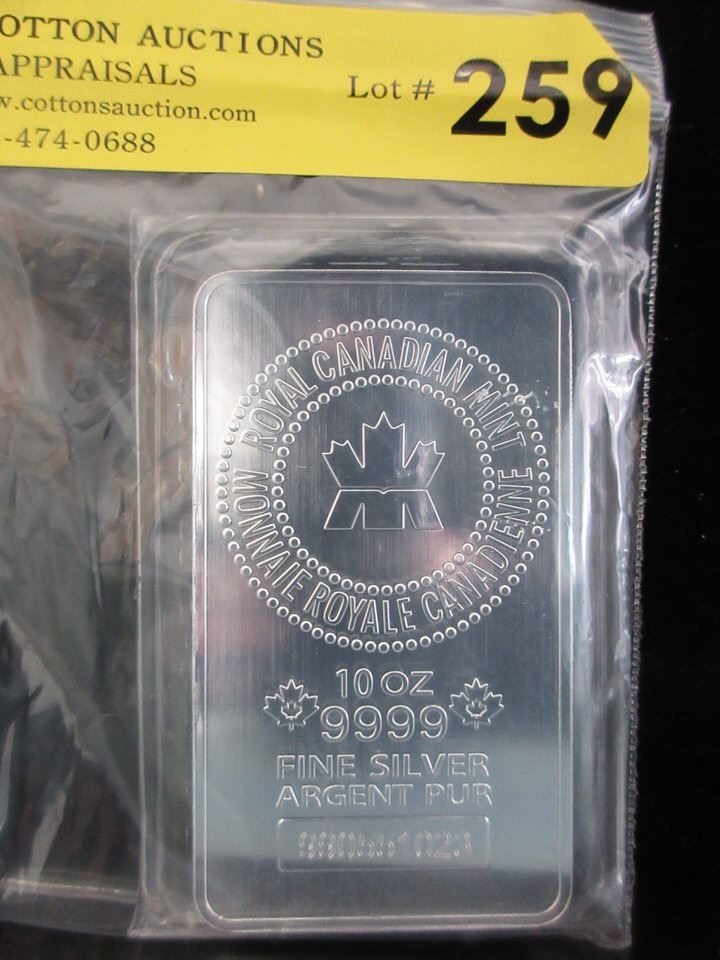 OTTON AUCTIONS
APPRAISALS
w.cottonsauction.com
-474-0688
Lot # 259
ROYAL CANADIAN MINT
MONNAIE ROYALE CANADIENNE
10 OZ
9999
FINE SILVER
ARGENT PUR